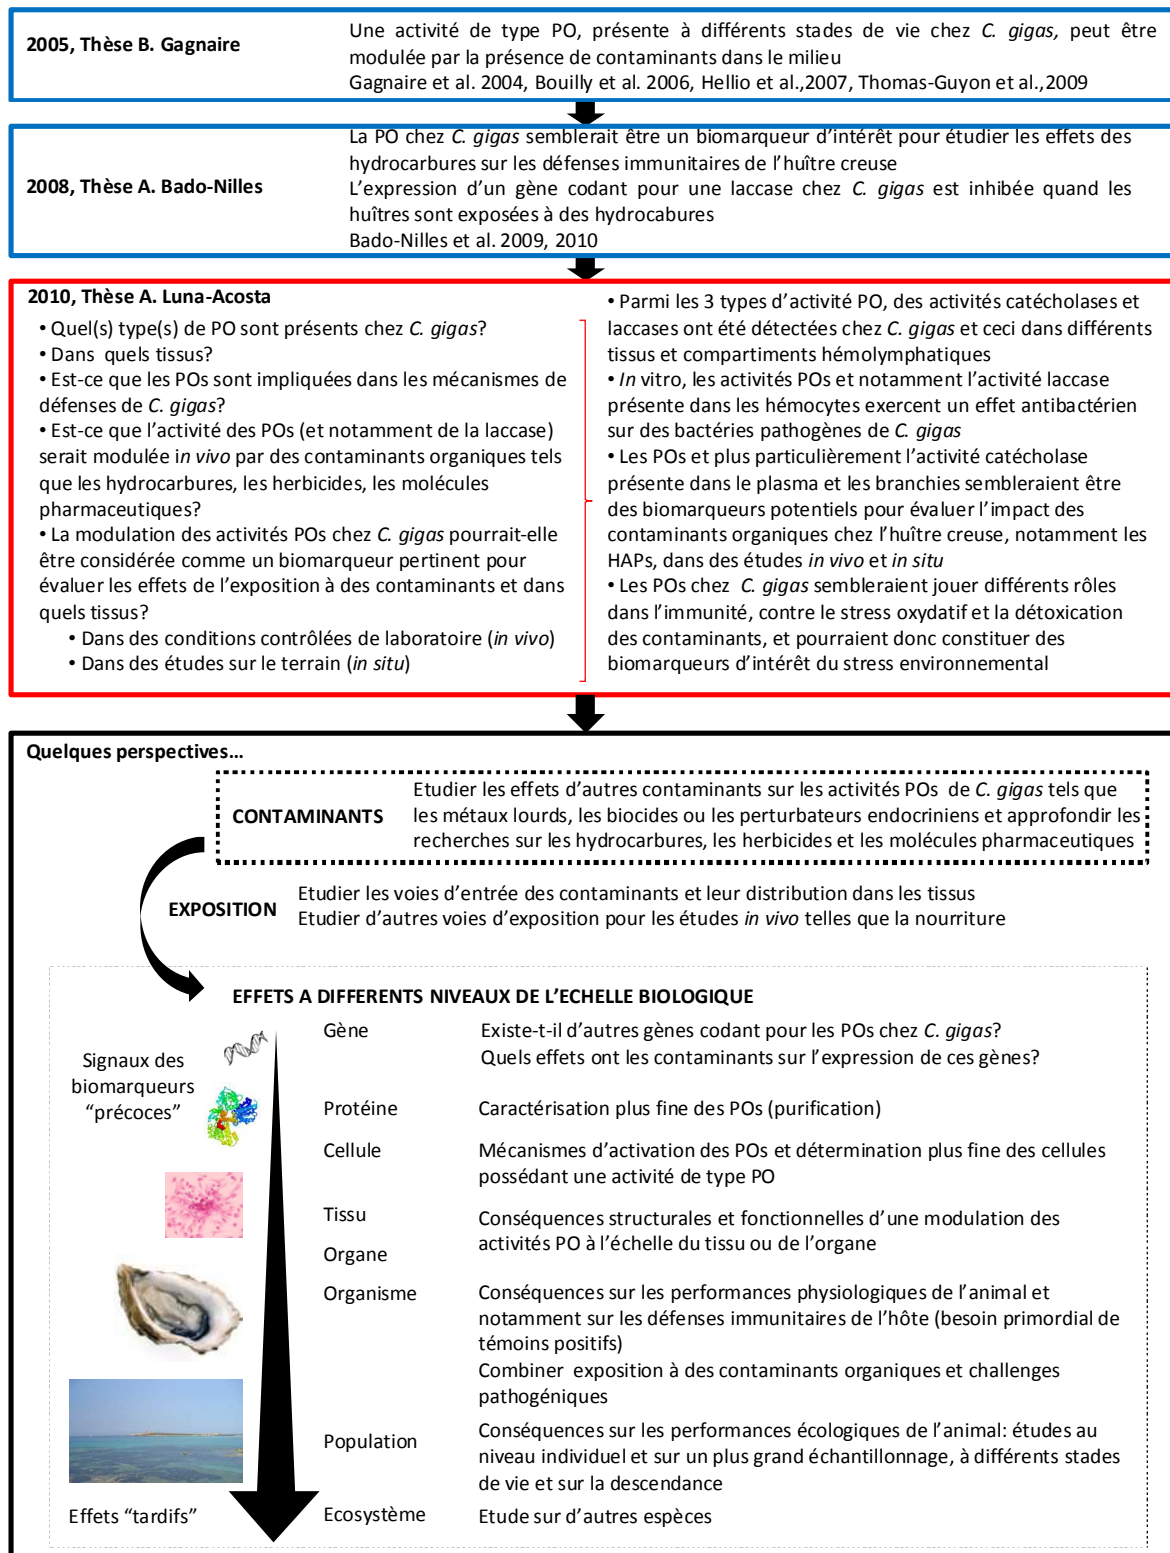 2005, Thèse B. Gagnaire
Une activité de type PO, présente à différents stades de vie chez C. gigas, peut être
modulée par la présence de contaminants dans le milieu
Gagnaire et al. 2004, Bouilly et al. 2006, Hellio et al.,2007, Thomas-Guyon et al.,2009
2008, Thèse A. Bado-Nilles
La PO chez C. gigas semblerait être un biomarqueur d'intérêt pour étudier les effets des
hydrocarbures sur les défenses immunitaires de l'huître creuse
L'expression d'un gène codant pour une laccase chez C. gigas est inhibée quand les
huîtres sont exposées à des hydrocabures
Bado-Nilles et al. 2009, 2010
2010, Thèse A. Luna-Acosta
• Quel(s) type(s) de PO sont présents chez C. gigas?
• Dans quels tissus?
• Est-ce que les POs sont impliquées dans les mécanismes de
défenses de C. gigas?
• Est-ce que l'activité des POs (et notamment de la laccase)
serait modulée in vivo par des contaminants organiques tels
que les hydrocarbures, les herbicides, les molécules
pharmaceutiques?
• La modulation des activités POs chez C. gigas pourrait-elle
être considérée comme un biomarqueur pertinent pour
évaluer les effets de l'exposition à des contaminants et dans
quels tissus?
• Dans des conditions contrôlées de laboratoire (in vivo)
• Dans des études sur le terrain (in situ)
• Parmi les 3 types d'activité PO, des activités catécholases et
laccases ont été détectées chez C. gigas et ceci dans différents
tissus et compartiments hémolymphatiques
• In vitro, les activités POs et notamment l'activité laccase
présente dans les hémocytes exercent un effet antibactérien
sur des bactéries pathogènes de C. gigas
• Les POs et plus particulièrement l'activité catécholase
présente dans le plasma et les branchies sembleraient être
des biomarqueurs potentiels pour évaluer l'impact des
contaminants organiques chez l'huître creuse, notamment les
HAPs, dans des études in vivo et in situ
• Les POs chez C. gigas sembleraient jouer différents rôles
dans l'immunité, contre le stress oxydatif et la détoxication
des contaminants, et pourraient donc constituer des
biomarqueurs d'intérêt du stress environnemental
Quelques perspectives…
CONTAMINANTS
Etudier les effets d'autres contaminants sur les activités POs de C. gigas tels que
les métaux lourds, les biocides ou les perturbateurs endocriniens et approfondir les
recherches sur les hydrocarbures, les herbicides et les molécules pharmaceutiques
EXPOSITION
Etudier les voies d'entrée des contaminants et leur distribution dans les tissus
Etudier d'autres voies d'exposition pour les études in vivo telles que la nourriture
EFFETS A DIFFERENTS NIVEAUX DE L'ECHELLE BIOLOGIQUE
Signaux des
biomarqueurs
"précoces"
Gène
Existe-t-il d'autres gènes codant pour les POs chez C. gigas?
Quels effets ont les contaminants sur l'expression de ces gènes?
Protéine
Caractérisation plus fine des POs (purification)
Cellule
Mécanismes d'activation des POs et détermination plus fine des cellules
possédant une activité de type PO
Tissu
Organe
Conséquences structurales et fonctionnelles d'une modulation des
activités PO à l'échelle du tissu ou de l'organe
Organisme
Conséquences sur les performances physiologiques de l'animal et
notamment sur les défenses immunitaires de l'hôte (besoin primordial de
témoins positifs)
Combiner exposition à des contaminants organiques et challenges
pathogéniques
Population
Conséquences sur les performances écologiques de l'animal: études au
niveau individuel et sur un plus grand échantillonnage, à différents stades
de vie et sur la descendance
Effets "tardifs"
Ecosystème
Etude sur d'autres espèces